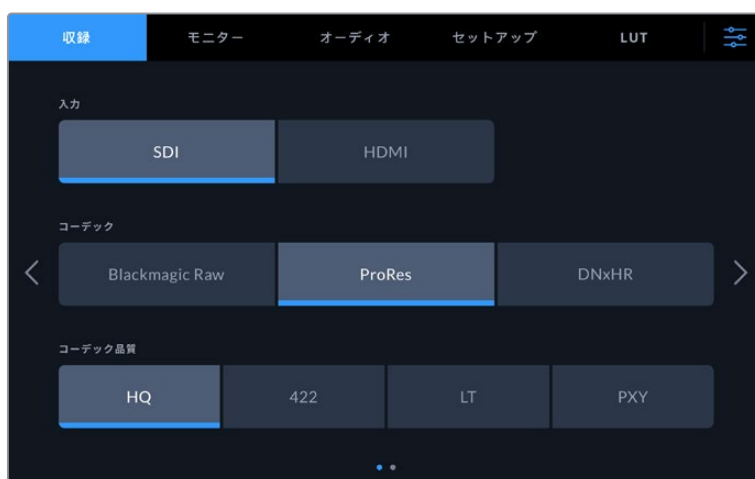 収録 モニター オーディオ セットアップ LUT
入力
SDI HDMI
コーデック
Blackmagic Raw ProRes DNxHR
コーデック品質
HQ 422 LT PXY